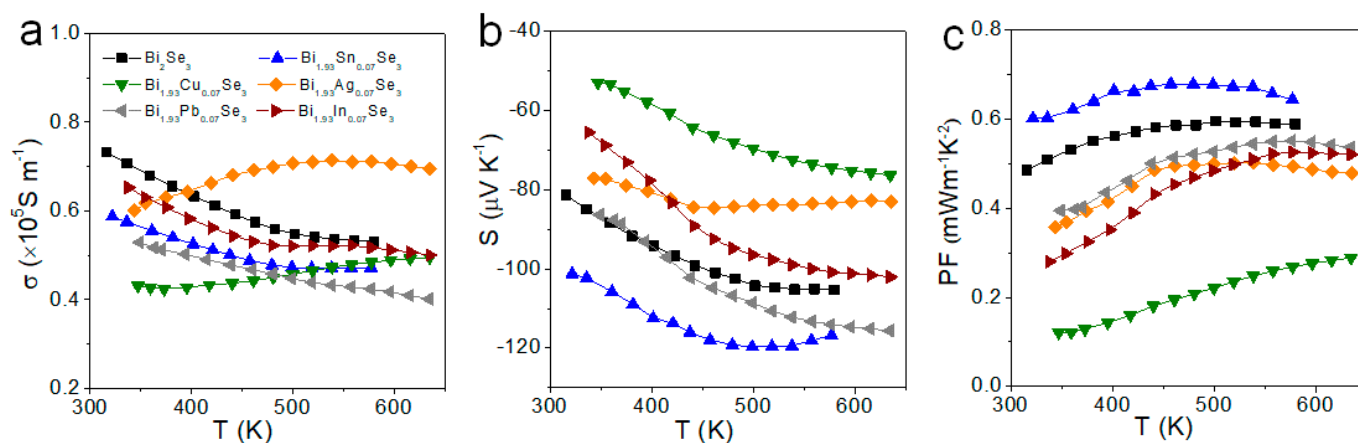 a
1.0
0.8
0.6
0.4
0.2
σ (×10⁵S m⁻¹)
300 400 500 600
T (K)
Bi₂Se₃
Bi₁.₉₃Sn₀.₀₇Se₃
Bi₁.₉₃Cu₀.₀₇Se₃
Bi₁.₉₃Ag₀.₀₇Se₃
Bi₁.₉₃Pb₀.₀₇Se₃
Bi₁.₉₃In₀.₀₇Se₃
b
-40
-60
-80
-100
-120
S (μV K⁻¹)
300 400 500 600
T (K)
c
0.8
0.6
0.4
0.2
0.0
PF (mWm⁻¹K⁻²)
300 400 500 600
T (K)